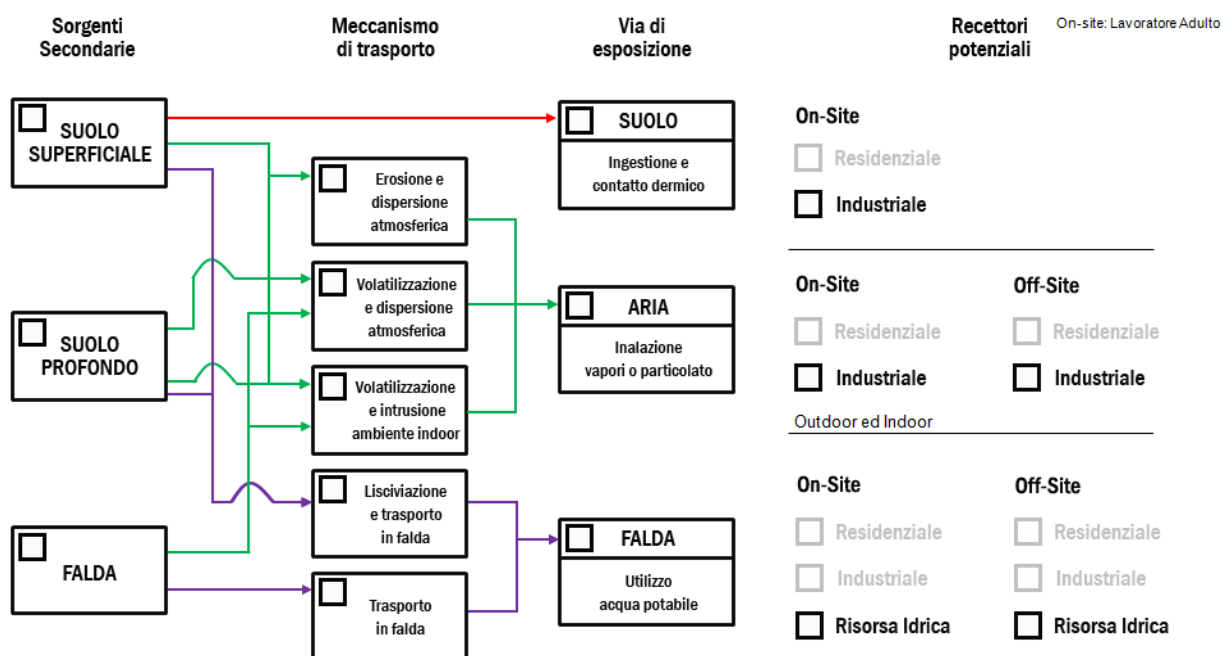 Sorgenti
Secondarie
Meccanismo
di trasporto
Via di
esposizione
Recettori
potenziali
On-site: Lavoratore Adulto
SUOLO
SUPERFICIALE
SUOLO
PROFONDO
FALDA
Erosione e
dispersione
atmosferica
Volatilizzazione
e dispersione
atmosferica
Volatilizzazione
e intrusione
ambiente indoor
Lisciviazione
e trasporto
in falda
Trasporto
in falda
SUOLO
Ingestione e
contatto dermico
ARIA
Inalazione
vapori o particolato
FALDA
Utilizzo
acqua potabile
On-Site
Residenziale
Industriale
On-Site
Off-Site
Residenziale
Residenziale
Industriale
Industriale
Outdoor ed Indoor
On-Site
Off-Site
Residenziale
Residenziale
Industriale
Industriale
Risorsa Idrica
Risorsa Idrica